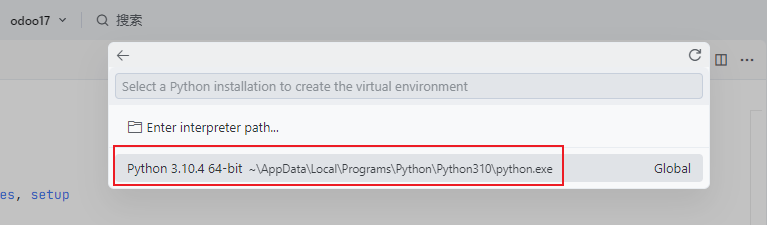 odoo17
搜索
Select a Python installation to create the virtual environment
Enter interpreter path...
Python 3.10.4 64-bit ~\AppData\Local\Programs\Python\Python310\python.exe Global
es, setup